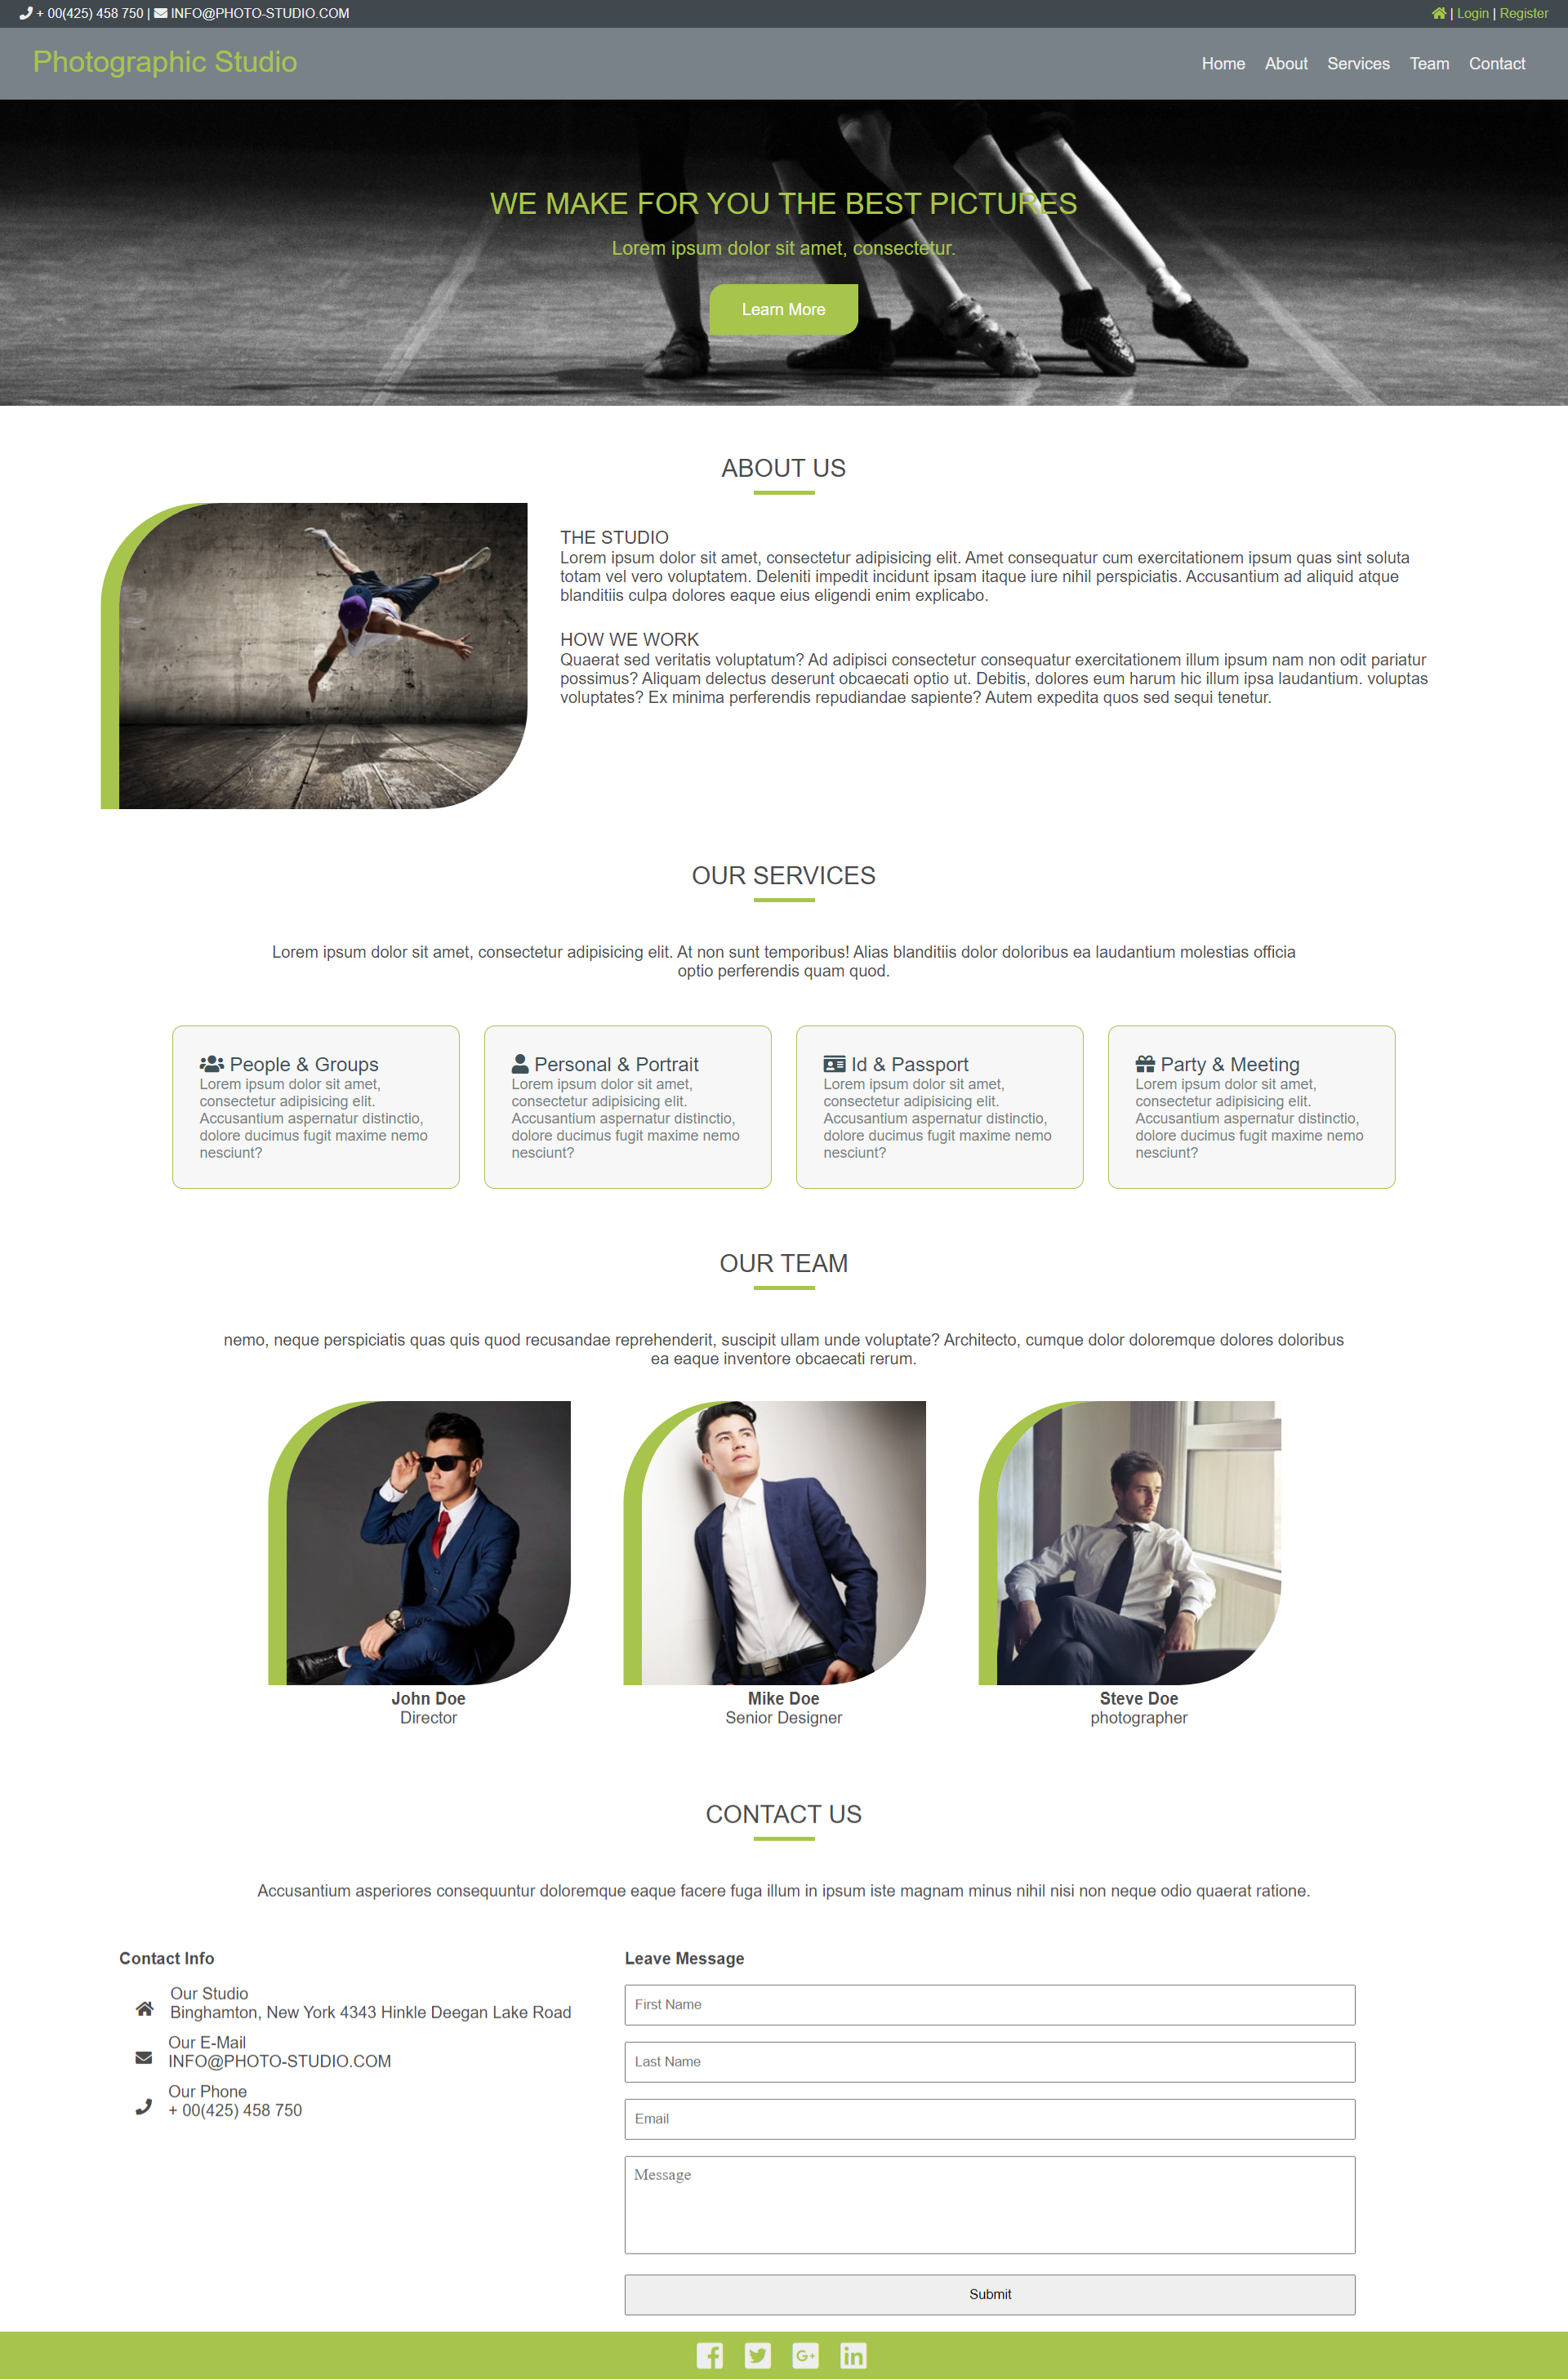 + 00(425) 458 750 | INFO@PHOTO-STUDIO.COM
| Login | Register
Photographic Studio
Home About Services Team Contact
WE MAKE FOR YOU THE BEST PICTURES
Lorem ipsum dolor sit amet, consectetur.
Learn More
ABOUT US
THE STUDIO
Lorem ipsum dolor sit amet, consectetur adipisicing elit. Amet consequatur cum exercitationem ipsum quas sint soluta
totam vel vero voluptatem. Deleniti impedit incidunt ipsam itaque iure nihil perspiciatis. Accusantium ad aliquid atque
blanditiis culpa dolores eaque eius eligendi enim explicabo.
HOW WE WORK
Quaerat sed veritatis voluptatum? Ad adipisci consectetur consequatur exercitationem illum ipsum nam non odit pariatur
possimus? Aliquam delectus deserunt obcaecati optio ut. Debitis, dolores eum harum hic illum ipsa laudantium. voluptas
voluptates? Ex minima perferendis repudiandae sapiente? Autem expedita quos sed sequi tenetur.
OUR SERVICES
Lorem ipsum dolor sit amet, consectetur adipisicing elit. At non sunt temporibus! Alias blanditiis dolor doloribus ea laudantium molestias officia
optio perferendis quam quod.
People & Groups
Lorem ipsum dolor sit amet,
consectetur adipisicing elit.
Accusantium aspernatur distinctio,
dolore ducimus fugit maxime nemo
nesciunt?
Personal & Portrait
Lorem ipsum dolor sit amet,
consectetur adipisicing elit.
Accusantium aspernatur distinctio,
dolore ducimus fugit maxime nemo
nesciunt?
Id & Passport
Lorem ipsum dolor sit amet,
consectetur adipisicing elit.
Accusantium aspernatur distinctio,
dolore ducimus fugit maxime nemo
nesciunt?
Party & Meeting
Lorem ipsum dolor sit amet,
consectetur adipisicing elit.
Accusantium aspernatur distinctio,
dolore ducimus fugit maxime nemo
nesciunt?
OUR TEAM
nemo, neque perspiciatis quas quis quod recusandae reprehenderit, suscipit ullam unde voluptate? Architecto, cumque dolor doloremque dolores doloribus
ea eaque inventore obcaecati rerum.
John Doe
Director
Mike Doe
Senior Designer
Steve Doe
photographer
CONTACT US
Accusantium asperiores consequuntur doloremque eaque facere fuga illum in ipsum iste magnam minus nihil nisi non neque odio quaerat ratione.
Contact Info
Our Studio
Binghamton, New York 4343 Hinkle Deegan Lake Road
Our E-Mail
INFO@PHOTO-STUDIO.COM
Our Phone
+ 00(425) 458 750
Leave Message
First Name
Last Name
Email
Message
Submit